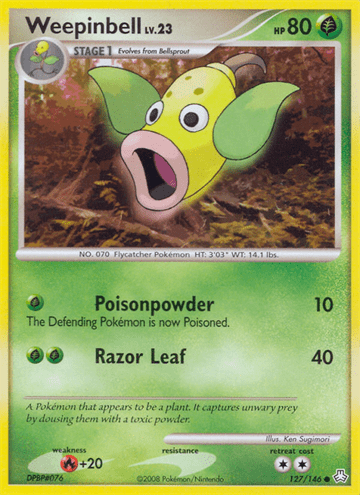 Weepinbell LV.23 HP 80
STAGE 1 Evolves from Bellsprout
NO. 070 Flycatcher Pokémon HT: 3'03" WT: 14.1 lbs.
Poisonpowder 10
The Defending Pokémon is now Poisoned.
Razor Leaf 40
Illus. Ken Sugimori
A Pokémon that appears to be a plant. It captures unwary prey
by dousing them with a toxic powder.
weakness resistance retreat cost
+20
DPBP#076 ©2008 Pokémon/Nintendo 127/146